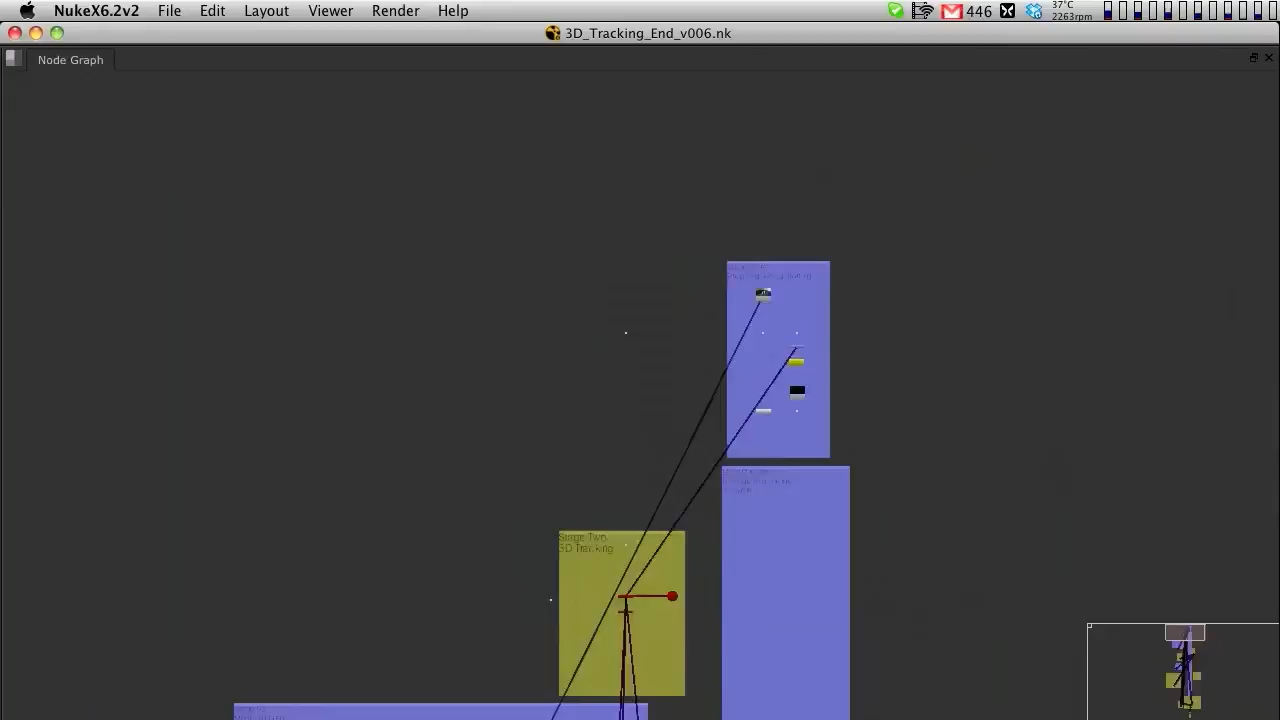 NukeX6.2v2 File Edit Layout Viewer Render Help 446 37°C
2263rpm
3D_Tracking_End_v006.nk
Node Graph
Stage Two
3D Tracking